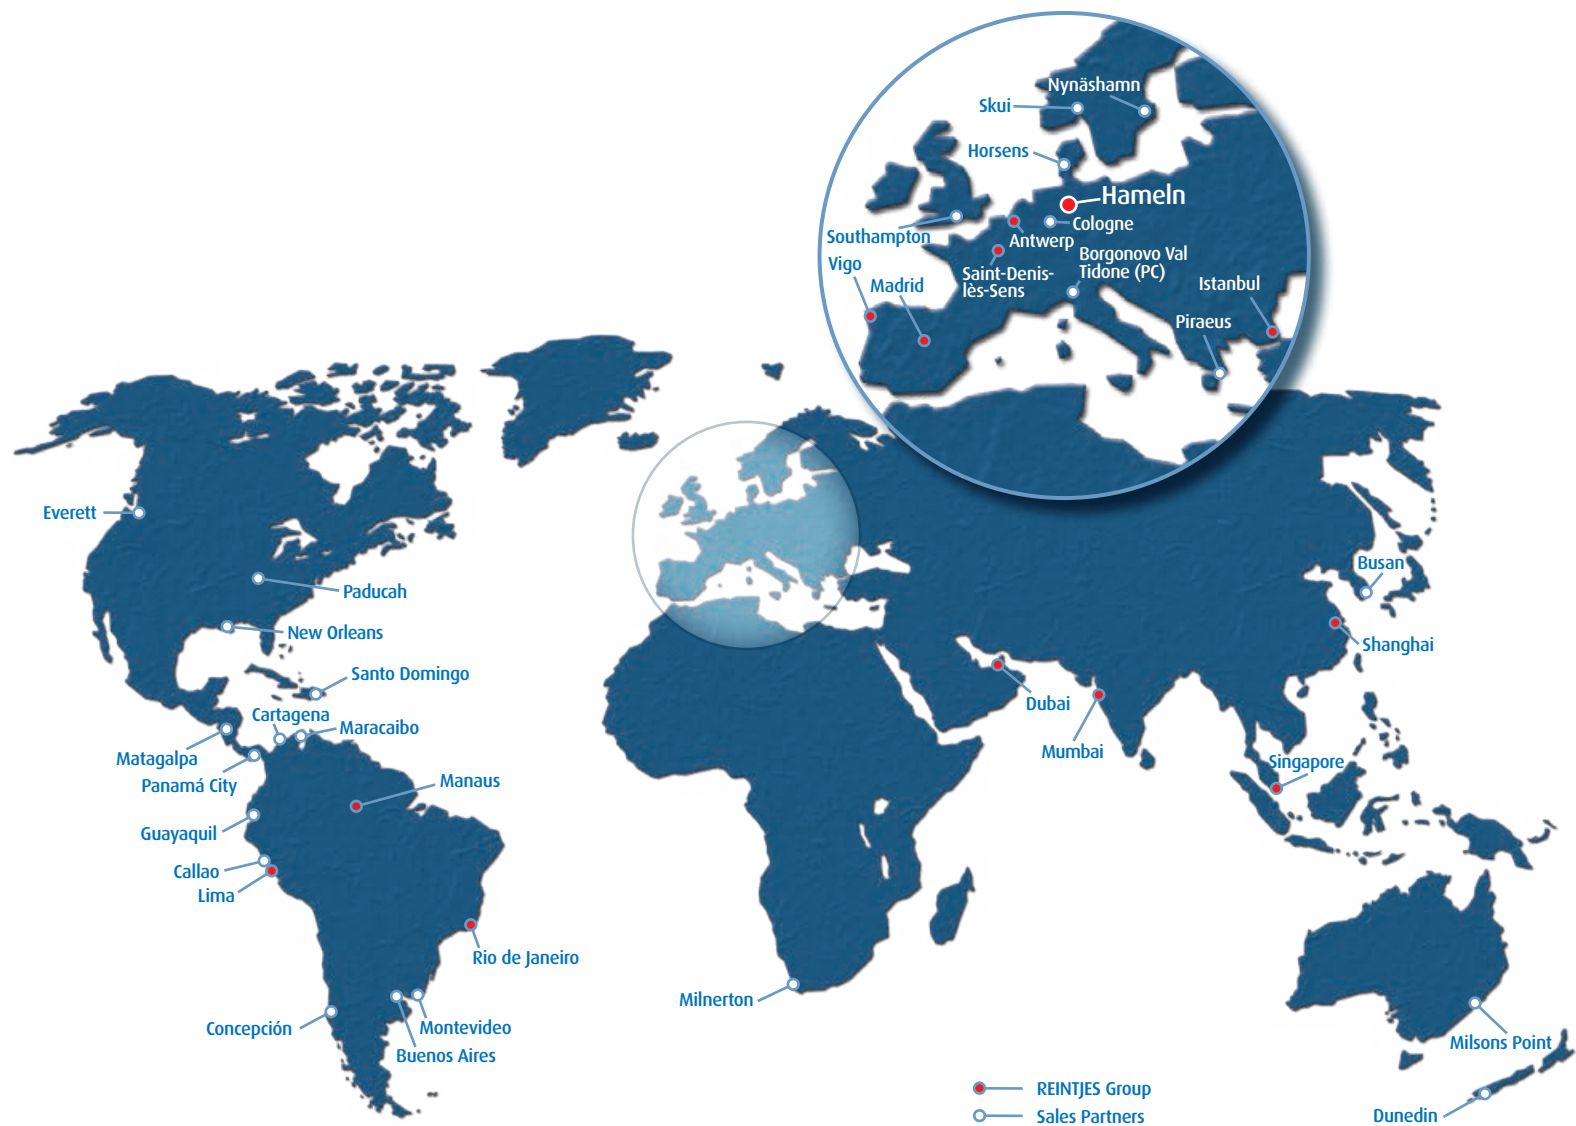 Nynäshamn
Skui
Horsens
Hameln
Cologne
Southampton
Antwerp
Borgonovo Val
Tidone (PC)
Vigo
Saint-Denis-
lès-Sens
Madrid
Istanbul
Piraeus
Everett
Busan
Paducah
New Orleans
Shanghai
Santo Domingo
Dubai
Cartagena
Maracaibo
Mumbai
Matagalpa
Singapore
Panamá City
Manaus
Guayaquil
Callao
Lima
Rio de Janeiro
Milnerton
Concepción
Montevideo
Milsons Point
Buenos Aires
REINTJES Group
Sales Partners
Dunedin